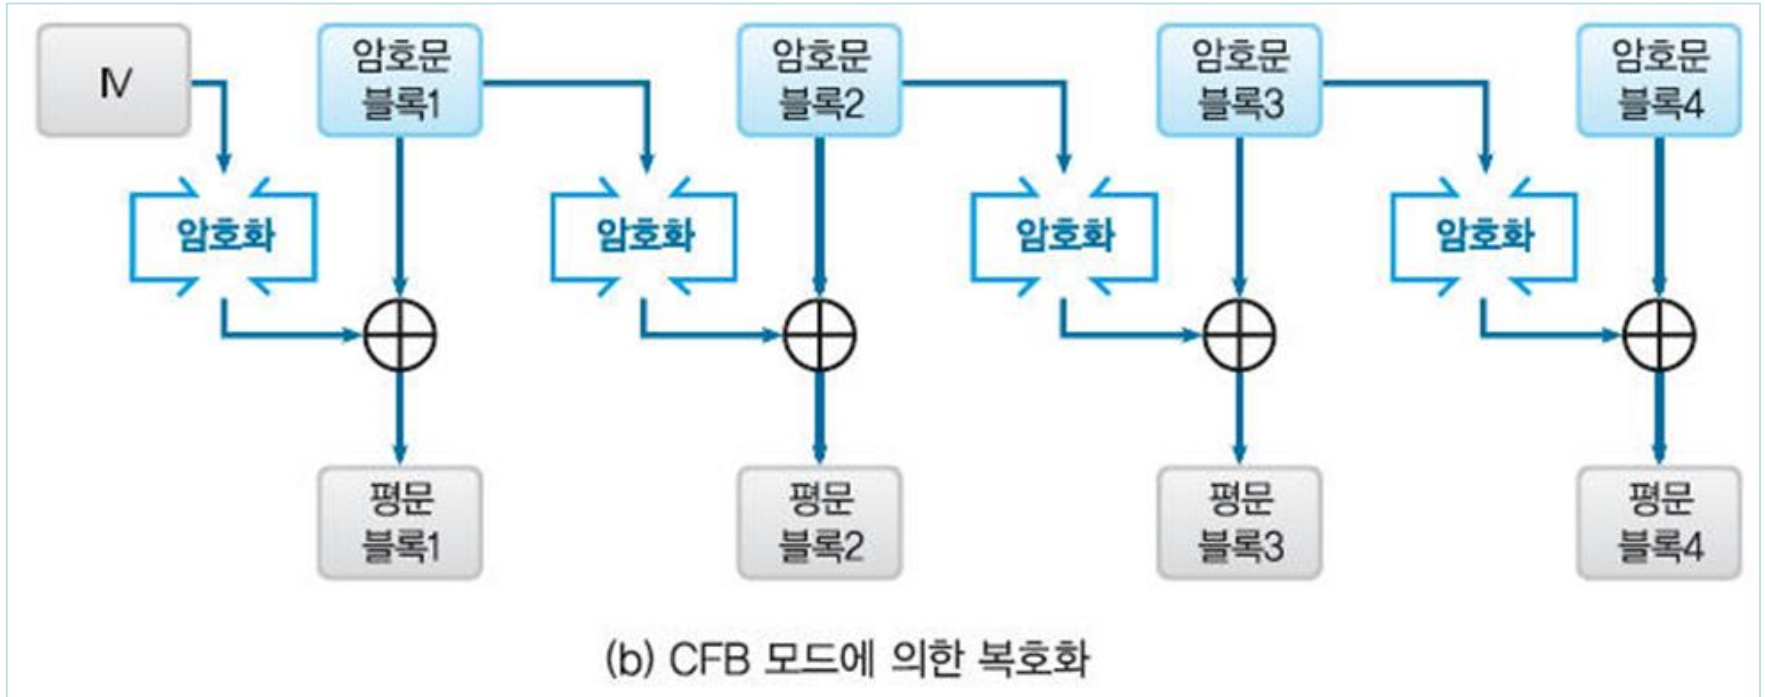 IV
암호문
블록1
암호문
블록2
암호문
블록3
암호문
블록4
암호화
암호화
암호화
암호화
평문
블록1
평문
블록2
평문
블록3
평문
블록4
(b) CFB 모드에 의한 복호화